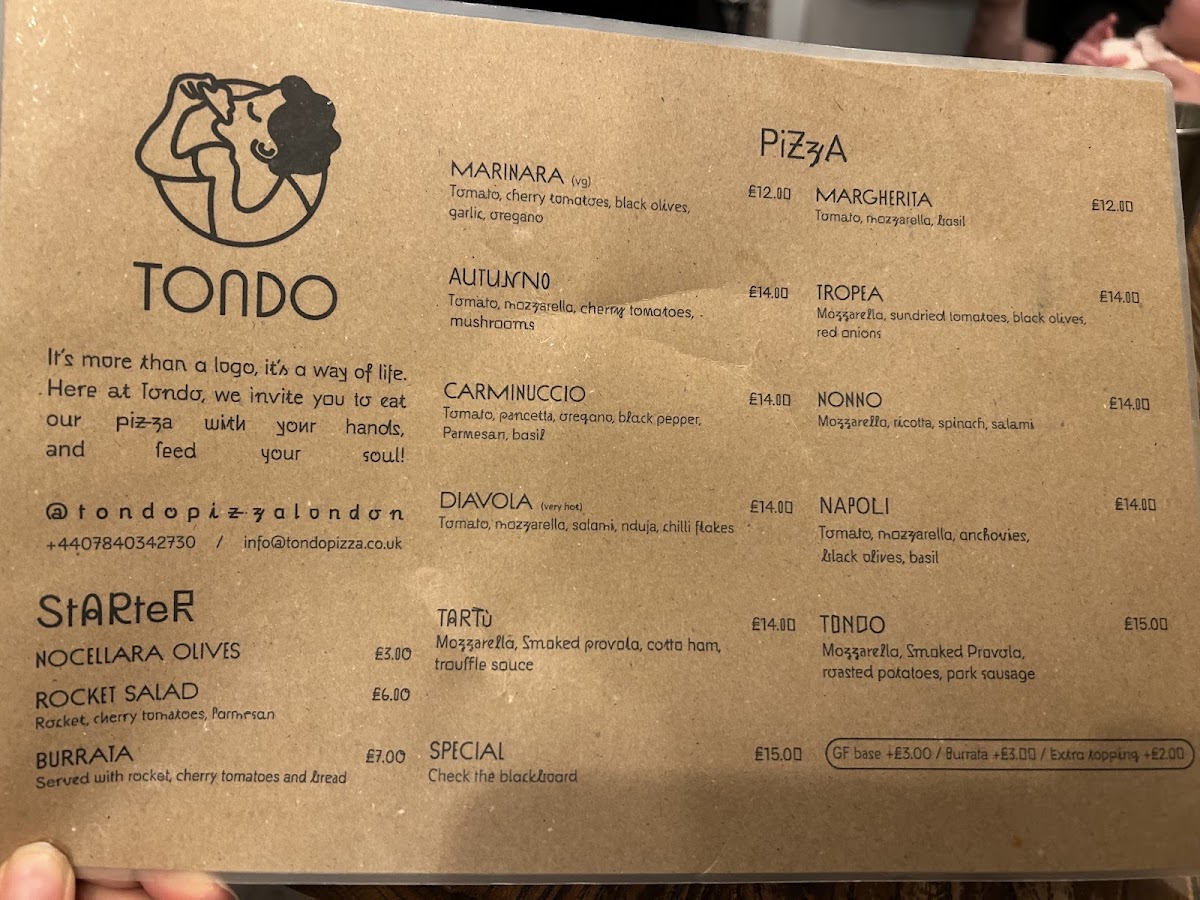 TONDO
It's more than a logo, it's a way of life.
Here at Tondo, we invite you to eat
our pizza with your hands,
and feed your soul!
@tondopizzalondon
+4407840342730 / info@tondopizza.co.uk
StARteR
NOCELLARA OLIVES £3.00
ROCKET SALAD £6.00
Rocket, cherry tomatoes, Parmesan
BURRATA £7.00
Served with rocket, cherry tomatoes and bread
PiZzA
MARINARA (vg) £12.00
Tomato, cherry tomatoes, black olives,
garlic, oregano
AUTUNNO £14.00
Tomato, mozzarella, cherry tomatoes,
mushrooms
CARMINUCCIO £14.00
Tomato, pancetta, oregano, black pepper,
Parmesan, basil
DIAVOLA (very hot) £14.00
Tomato, mozzarella, salami, nduja, chilli flakes
TARTÙ £14.00
Mozzarella, Smoked provola, cotto ham,
trouffle sauce
SPECIAL £15.00
Check the blackboard
MARGHERITA £12.00
Tomato, mozzarella, basil
TROPEA £14.00
Mozzarella, sundried tomatoes, black olives,
red onions
NONNO £14.00
Mozzarella, ricotta, spinach, salami
NAPOLI £14.00
Tomato, mozzarella, anchovies,
black olives, basil
TONDO £15.00
Mozzarella, Smoked Provola,
roasted potatoes, pork sausage
GF base +£3.00 / Burrata +£3.00 / Extra topping +£2.00